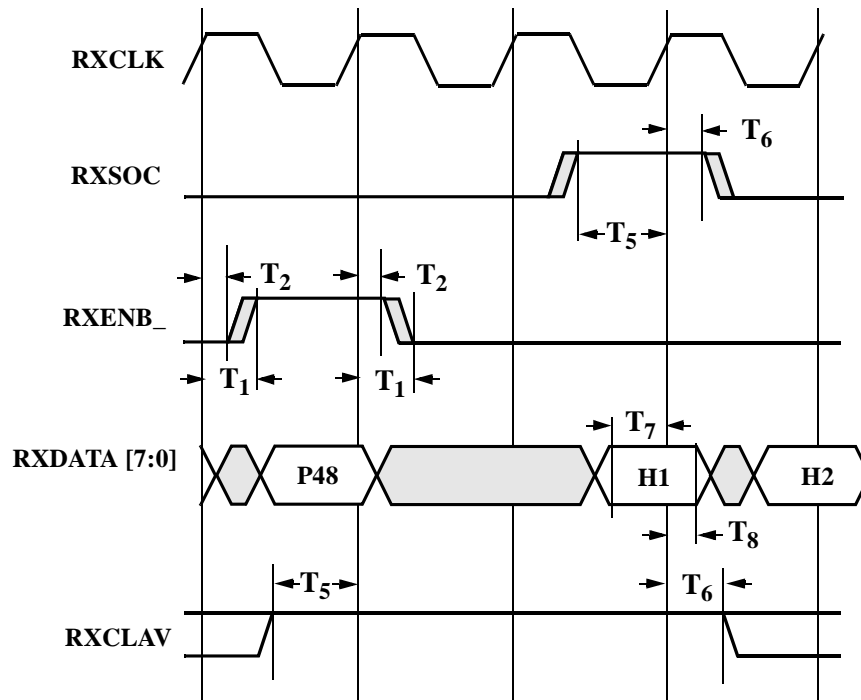 RXCLK
T6
RXSOC
T5
T2 T2
RXENB_
T1 T1
T7
RXDATA [7:0] P48 H1 H2
T8
T5 T6
RXCLAV